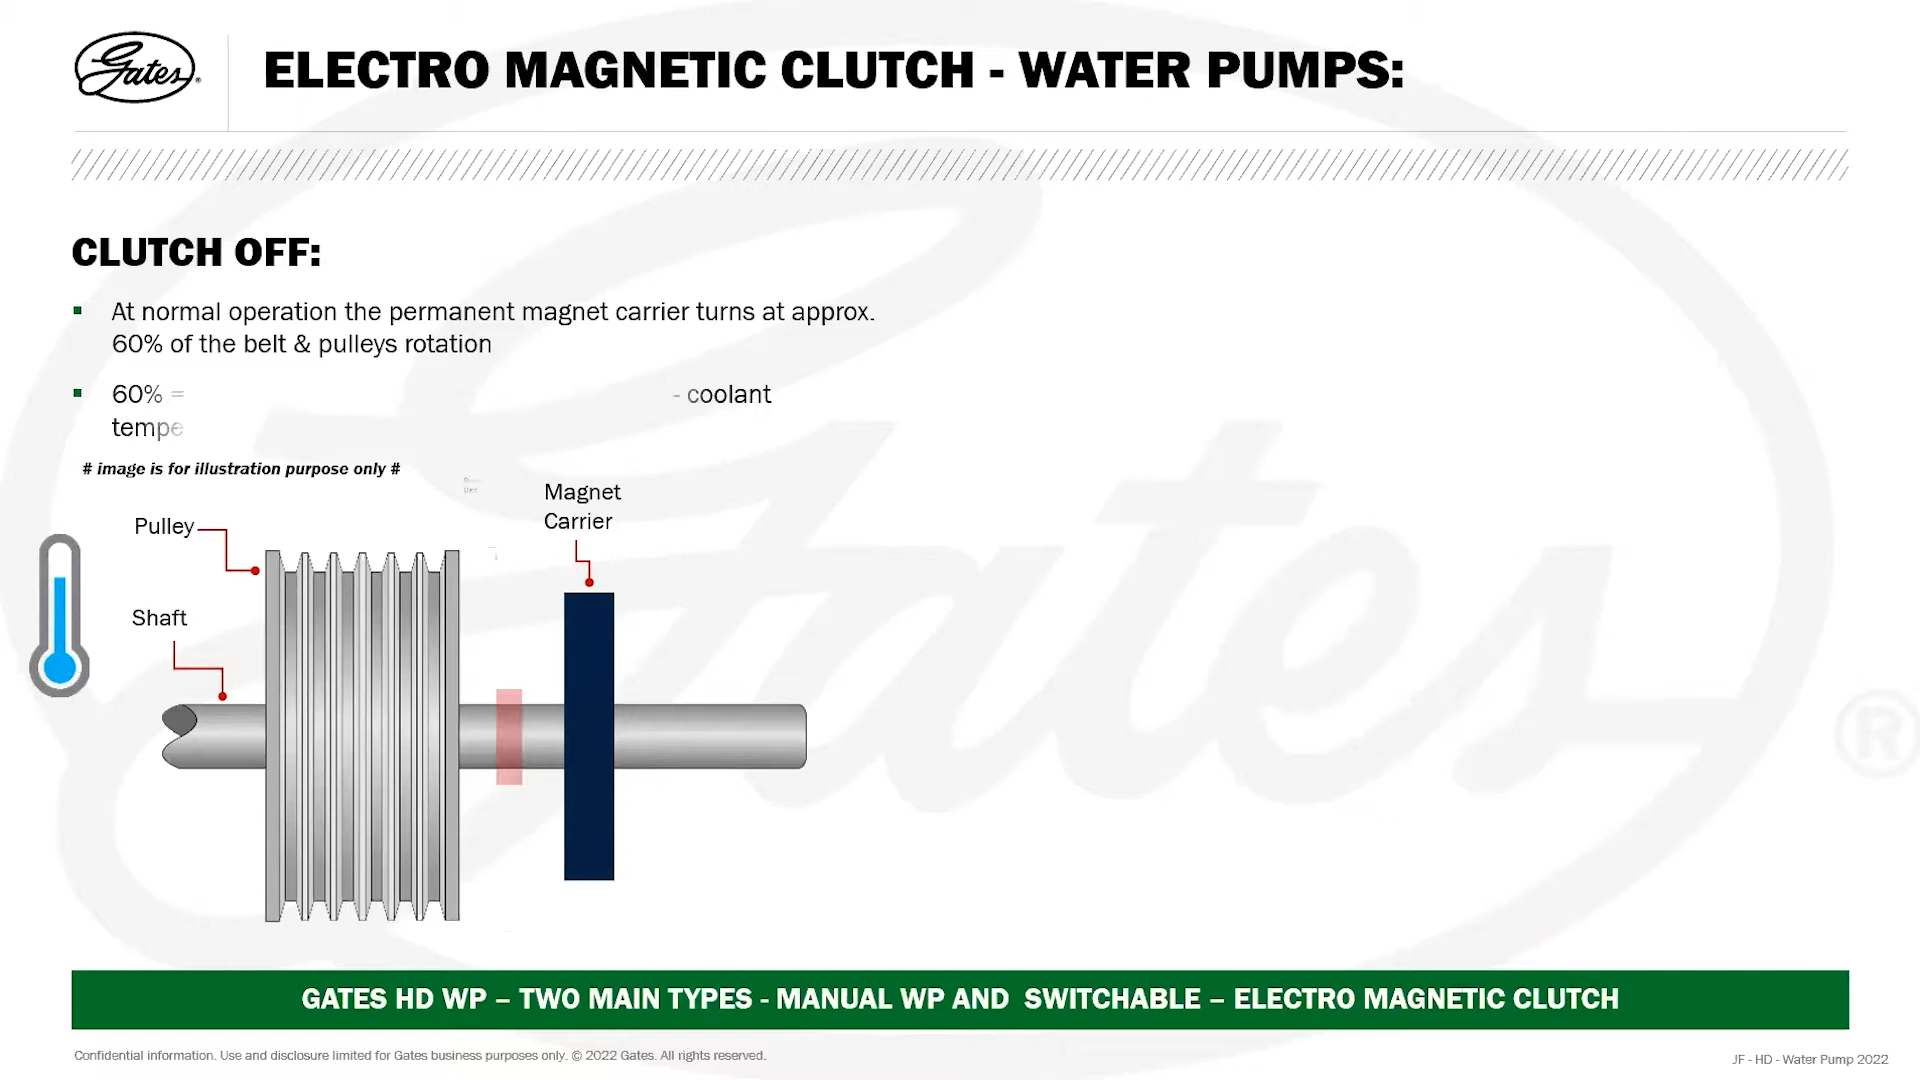 Gates®
ELECTRO MAGNETIC CLUTCH - WATER PUMPS:
CLUTCH OFF:
At normal operation the permanent magnet carrier turns at approx.
60% of the belt & pulleys rotation
60% = - coolant
tempe
# image is for illustration purpose only #
Magnet
Carrier
Pulley
Shaft
Gates ®
GATES HD WP – TWO MAIN TYPES - MANUAL WP AND SWITCHABLE – ELECTRO MAGNETIC CLUTCH
Confidential information. Use and disclosure limited for Gates business purposes only. © 2022 Gates. All rights reserved.
JF - HD - Water Pump 2022